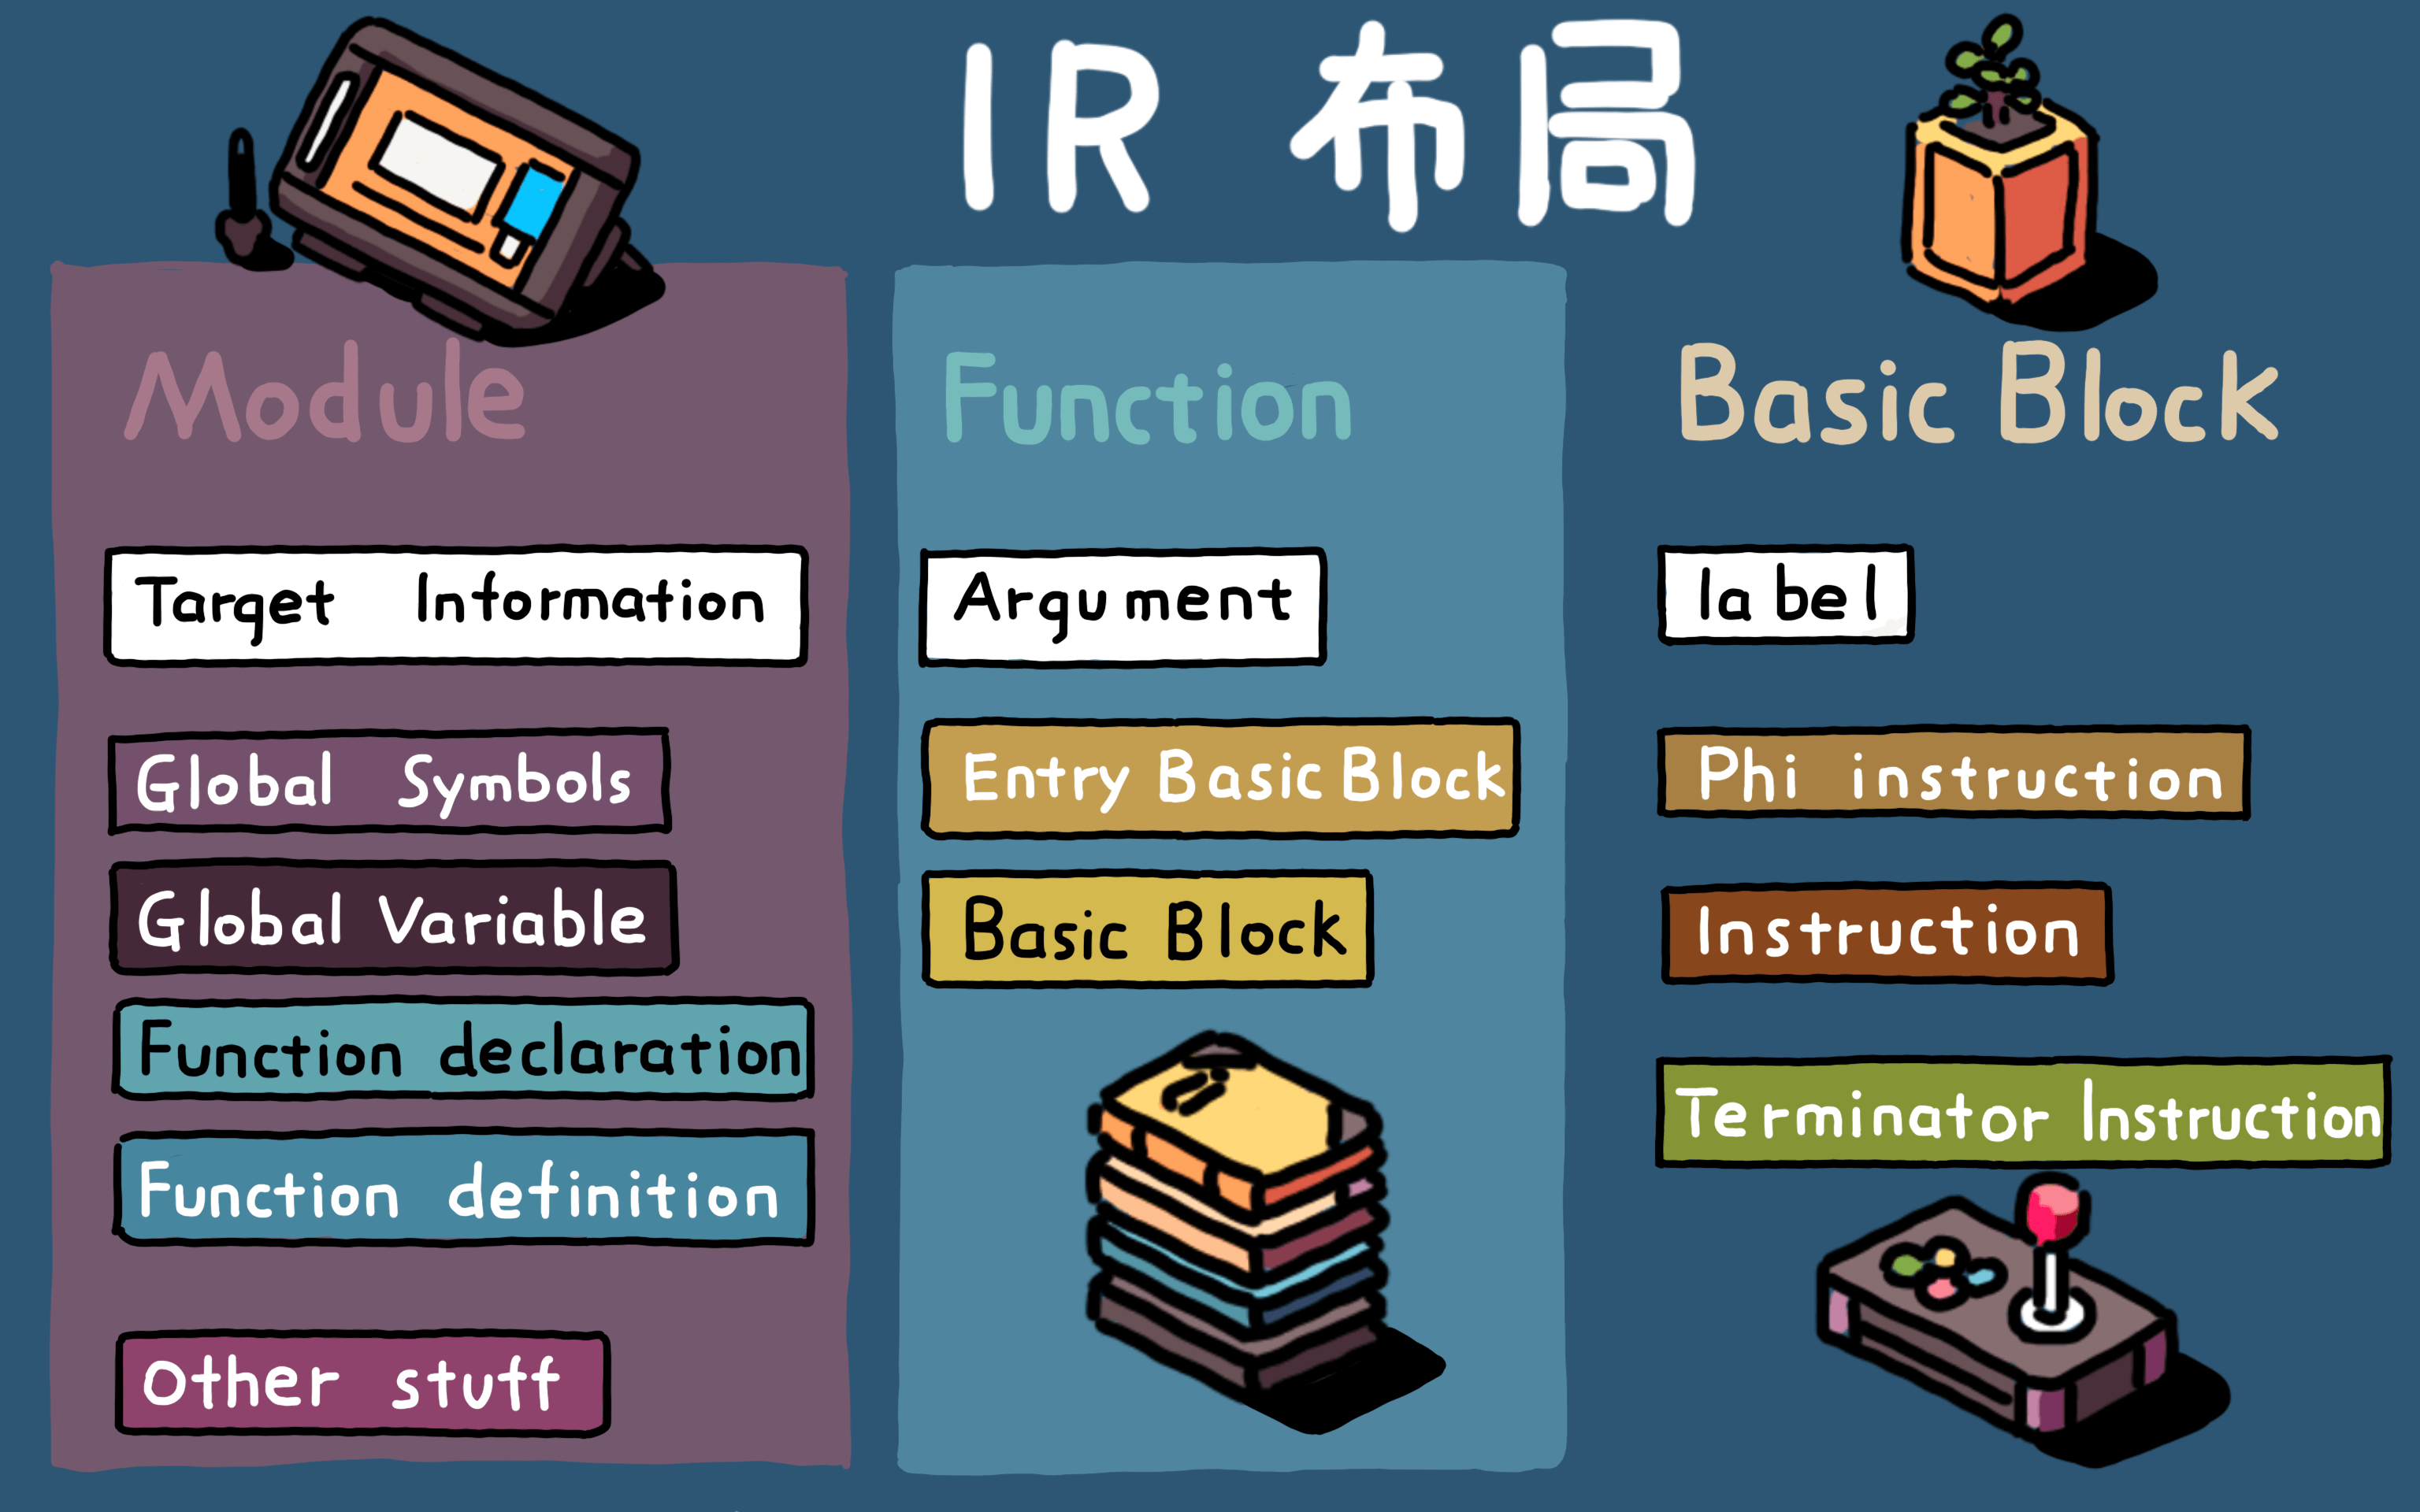 IR 布局
Module
Target Information
Global Symbols
Global Variable
Function declaration
Function definition
Other stuff
Function
Argument
Entry Basic Block
Basic Block
Basic Block
label
Phi instruction
Instruction
Terminator Instruction